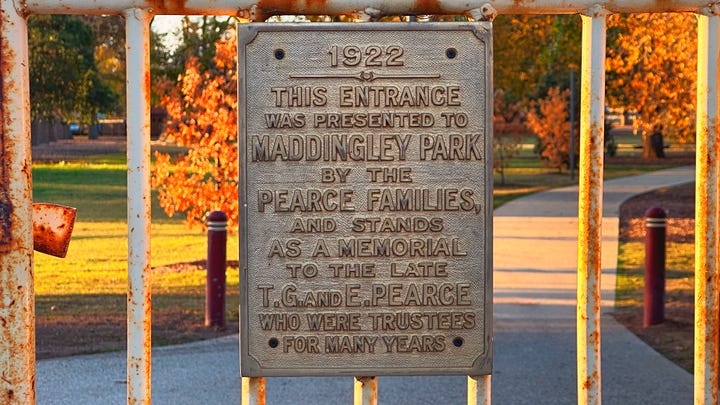 1922
THIS ENTRANCE
WAS PRESENTED TO
MADDINGLEY PARK
BY THE
PEARCE FAMILIES,
AND STANDS
AS A MEMORIAL
TO THE LATE
T.G. AND E. PEARCE
WHO WERE TRUSTEES
FOR MANY YEARS